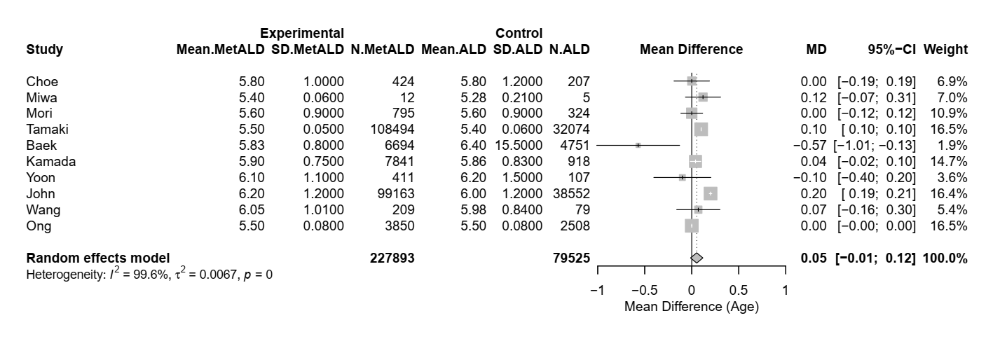 Experimental Control
Study Mean.MetALD SD.MetALD N.MetALD Mean.ALD SD.ALD N.ALD Mean Difference MD 95%−CI Weight
Choe 5.80 1.0000 424 5.80 1.2000 207 0.00 [−0.19; 0.19] 6.9%
Miwa 5.40 0.0600 12 5.28 0.2100 5 0.12 [−0.07; 0.31] 7.0%
Mori 5.60 0.9000 795 5.60 0.9000 324 0.00 [−0.12; 0.12] 10.9%
Tamaki 5.50 0.0500 108494 5.40 0.0600 32074 0.10 [ 0.10; 0.10] 16.5%
Baek 5.83 0.8000 6694 6.40 15.5000 4751 −0.57 [−1.01; −0.13] 1.9%
Kamada 5.90 0.7500 7841 5.86 0.8300 918 0.04 [−0.02; 0.10] 14.7%
Yoon 6.10 1.1000 411 6.20 1.5000 107 −0.10 [−0.40; 0.20] 3.6%
John 6.20 1.2000 99163 6.00 1.2000 38552 0.20 [ 0.19; 0.21] 16.4%
Wang 6.05 1.0100 209 5.98 0.8400 79 0.07 [−0.16; 0.30] 5.4%
Ong 5.50 0.0800 3850 5.50 0.0800 2508 0.00 [−0.00; 0.00] 16.5%
Random effects model 227893 79525 0.05 [−0.01; 0.12] 100.0%
Heterogeneity: I² = 99.6%, τ² = 0.0067, p = 0
−1 −0.5 0 0.5 1
Mean Difference (Age)